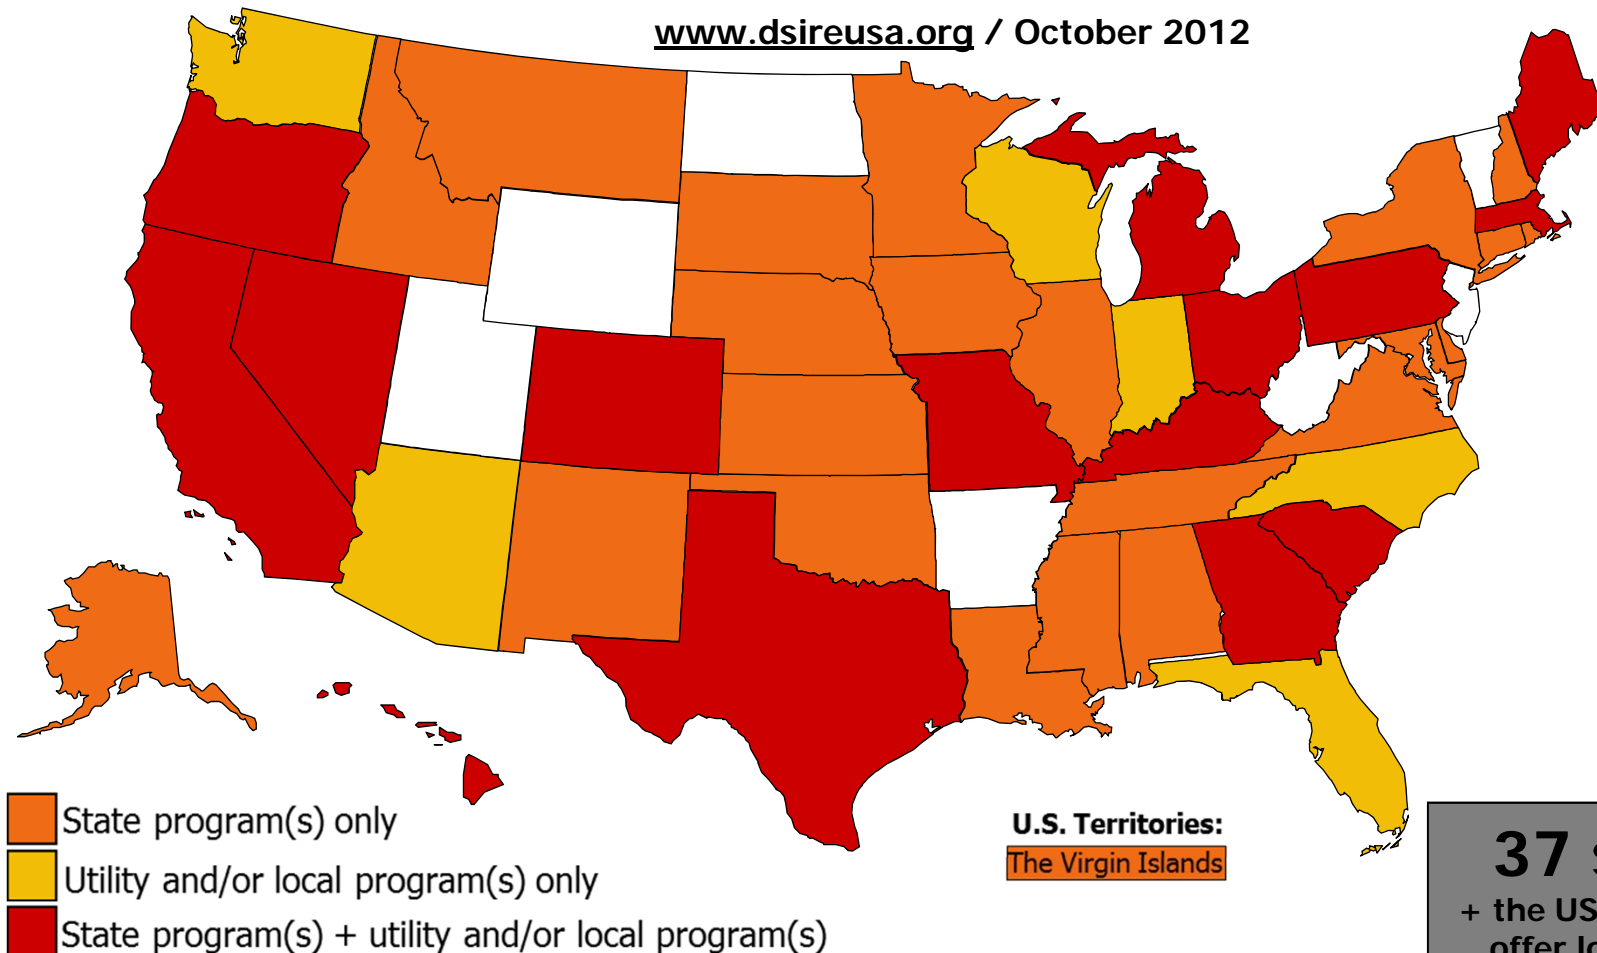 www.dsireusa.org / October 2012
State program(s) only
Utility and/or local program(s) only
State program(s) + utility and/or local program(s)
U.S. Territories:
The Virgin Islands
37
+ the US
offer